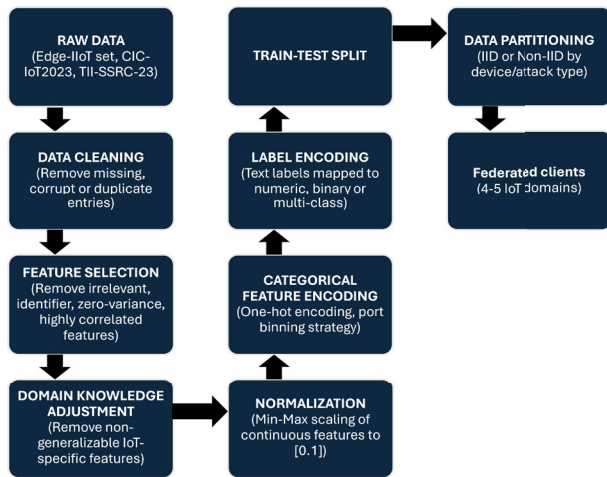 RAW DATA
(Edge-IIoT set, CIC-
IoT2023, TII-SSRC-23)
DATA CLEANING
(Remove missing,
corrupt or duplicate
entries)
FEATURE SELECTION
(Remove irrelevant,
identifier, zero-variance,
highly correlated
features)
DOMAIN KNOWLEDGE
ADJUSTMENT
(Remove non-
generalizable IoT-
specific features)
NORMALIZATION
(Min-Max scaling of
continuous features to
[0.1])
CATEGORICAL
FEATURE ENCODING
(One-hot encoding, port
binning strategy)
LABEL ENCODING
(Text labels mapped to
numeric, binary or
multi-class)
TRAIN-TEST SPLIT
DATA PARTITIONING
(IID or Non-IID by
device/attack type)
Federated clients
(4-5 IoT domains)